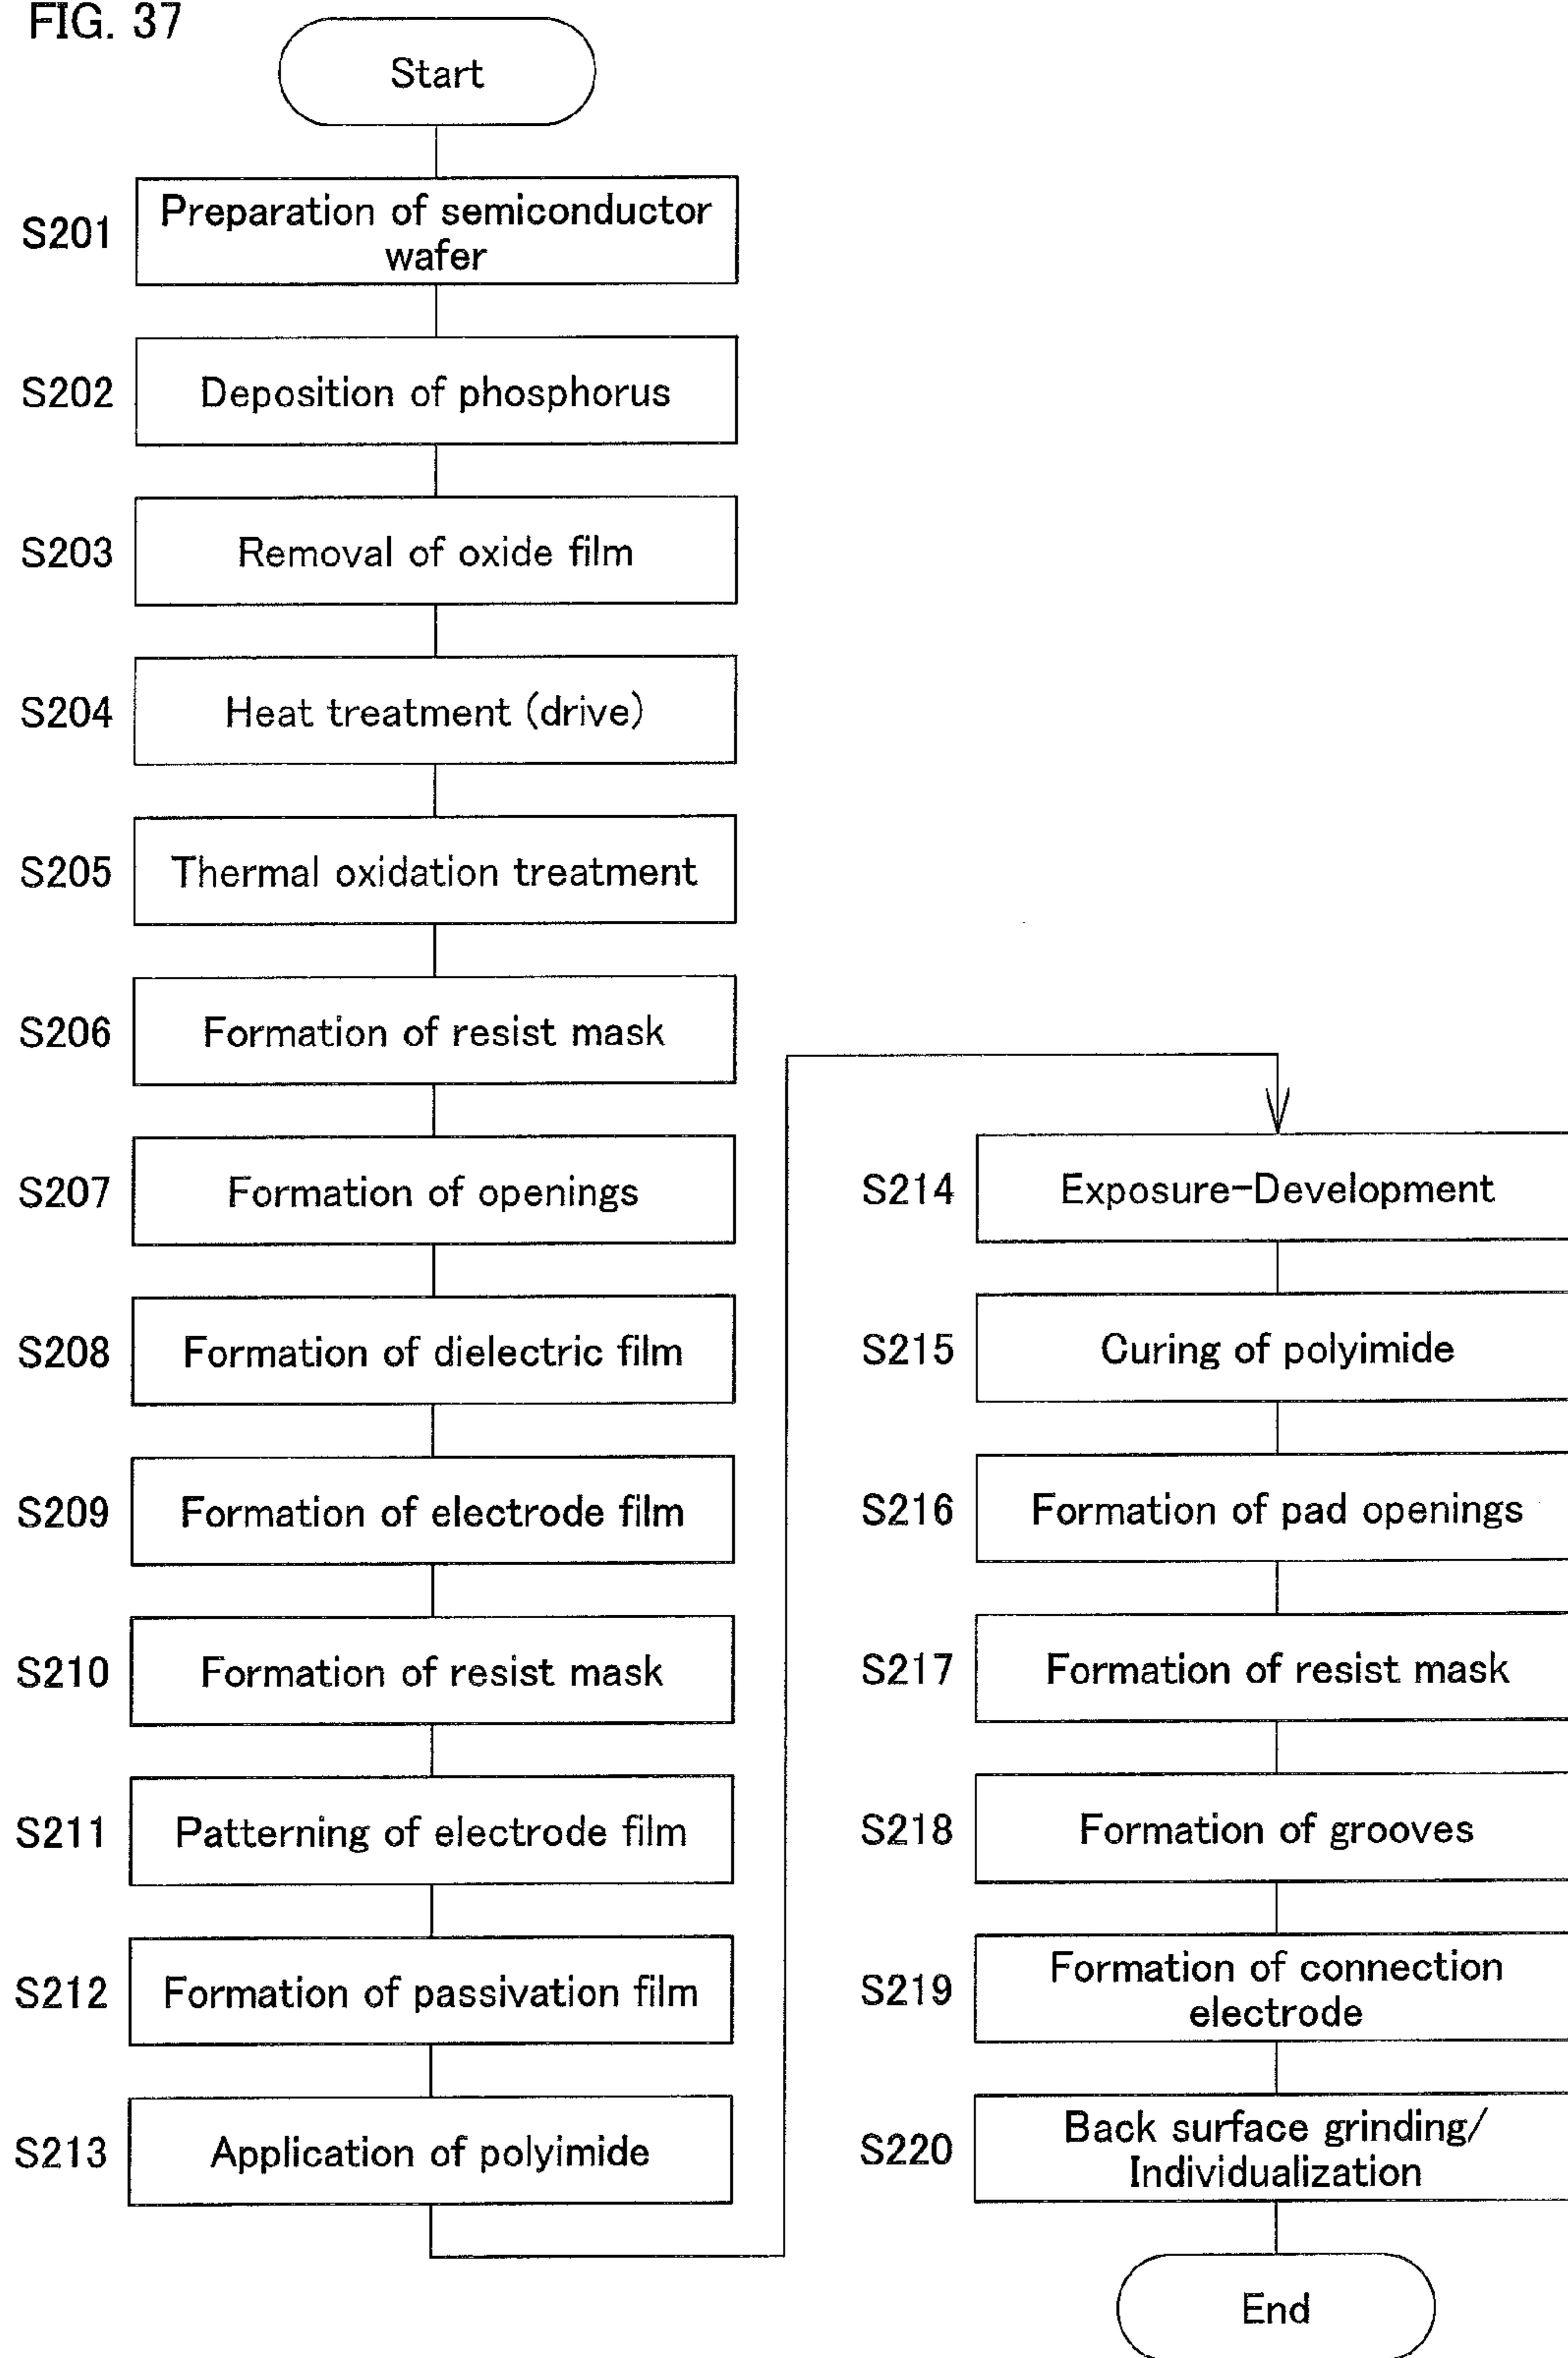 FIG. 37
Start
S201
Preparation of semiconductor
wafer
S202
Deposition of phosphorus
S203
Removal of oxide film
S204
Heat treatment (drive)
S205
Thermal oxidation treatment
S206
Formation of resist mask
S207
Formation of openings
S208
Formation of dielectric film
S209
Formation of electrode film
S210
Formation of resist mask
S211
Patterning of electrode film
S212
Formation of passivation film
S213
Application of polyimide
S214
Exposure-Development
S215
Curing of polyimide
S216
Formation of pad openings
S217
Formation of resist mask
S218
Formation of grooves
S219
Formation of connection
electrode
S220
Back surface grinding/
Individualization
End